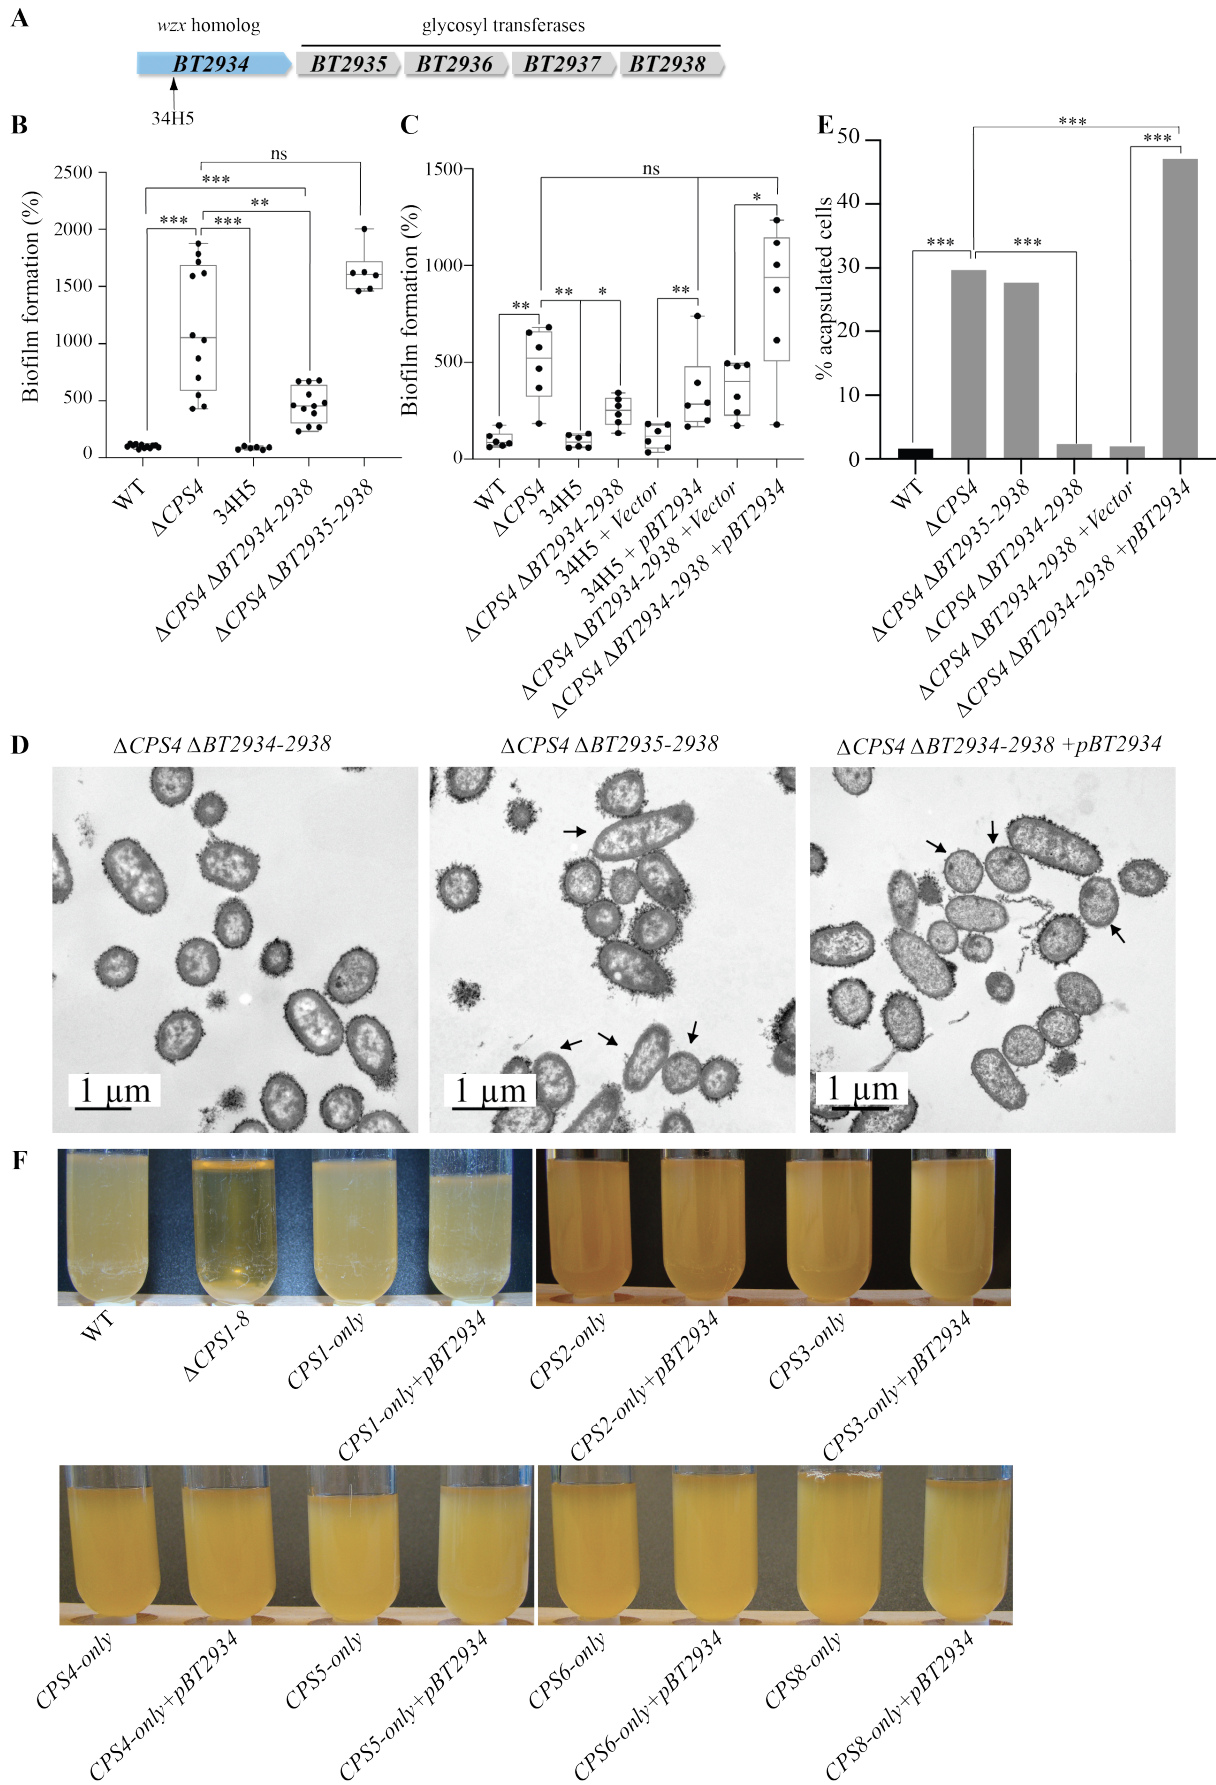 A
wzx homolog
glycosyl transferases
BT2934
BT2935
BT2936
BT2937
BT2938
34H5
B
Biofilm formation (%)
2500
2000
1500
1000
500
0
ns
***
**
***
***
WT
ΔCPS4
34H5
ΔCPS4 ΔBT2934-2938
ΔCPS4 ΔBT2935-2938
C
Biofilm formation (%)
1500
1000
500
0
ns
*
**
**
*
**
WT
ΔCPS4
34H5
ΔCPS4 ΔBT2934-2938
34H5 + Vector
34H5 + pBT2934
ΔCPS4 ΔBT2934-2938 +Vector
ΔCPS4 ΔBT2934-2938 +pBT2934
E
% acapsulated cells
50
40
30
20
10
0
***
***
***
***
WT
ΔCPS4
ΔCPS4 ΔBT2935-2938
ΔCPS4 ΔBT2934-2938
ΔCPS4 ΔBT2934-2938 +Vector
ΔCPS4 ΔBT2934-2938 +pBT2934
D
ΔCPS4 ΔBT2934-2938
ΔCPS4 ΔBT2935-2938
ΔCPS4 ΔBT2934-2938 +pBT2934
1 μm
1 μm
1 μm
F
WT
ΔCPS1-8
CPS1-only
CPS1-only+pBT2934
CPS2-only
CPS2-only+pBT2934
CPS3-only
CPS3-only+pBT2934
CPS4-only
CPS4-only+pBT2934
CPS5-only
CPS5-only+pBT2934
CPS6-only
CPS6-only+pBT2934
CPS8-only
CPS8-only+pBT2934